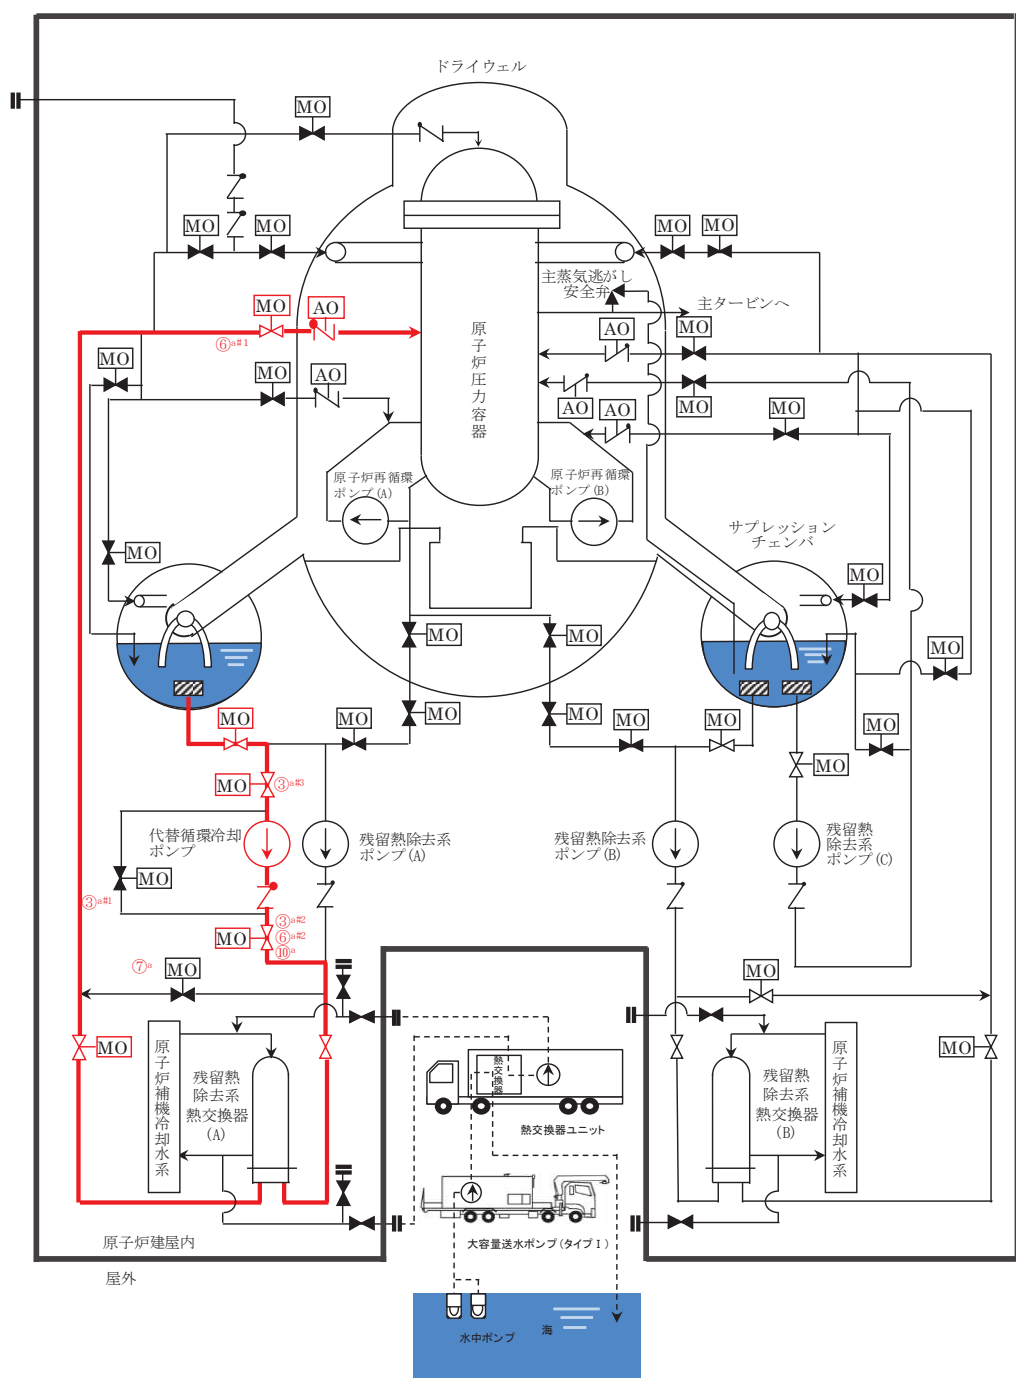 ドライウェル
MO
MO
MO
MO
MO
主蒸気逃がし
安全弁
主タービンへ
MO
AO
⑥a#1
原子炉圧力容器
AO
MO
MO
MO
AO
AO
MO
AO
MO
原子炉再循環
ポンプ(A)
原子炉再循環
ポンプ(B)
サプレッション
チェンバ
MO
MO
MO
MO
MO
MO
MO
MO
MO
MO
MO
MO
MO
MO
③a#3
代替循環冷却
ポンプ
残留熱除去系
ポンプ(A)
残留熱除去系
ポンプ(B)
残留熱
除去系
ポンプ(C)
MO
③a#1
③a#2
MO
⑥a#2
⑩a
⑦a
MO
MO
MO
MO
原子炉補機冷却水系
残留熱
除去系
熱交換器
(A)
熱交換器
熱交換器ユニット
残留熱
除去系
熱交換器
(B)
原子炉補機冷却水系
大容量送水ポンプ(タイプⅠ)
原子炉建屋内
屋外
水中ポンプ
海